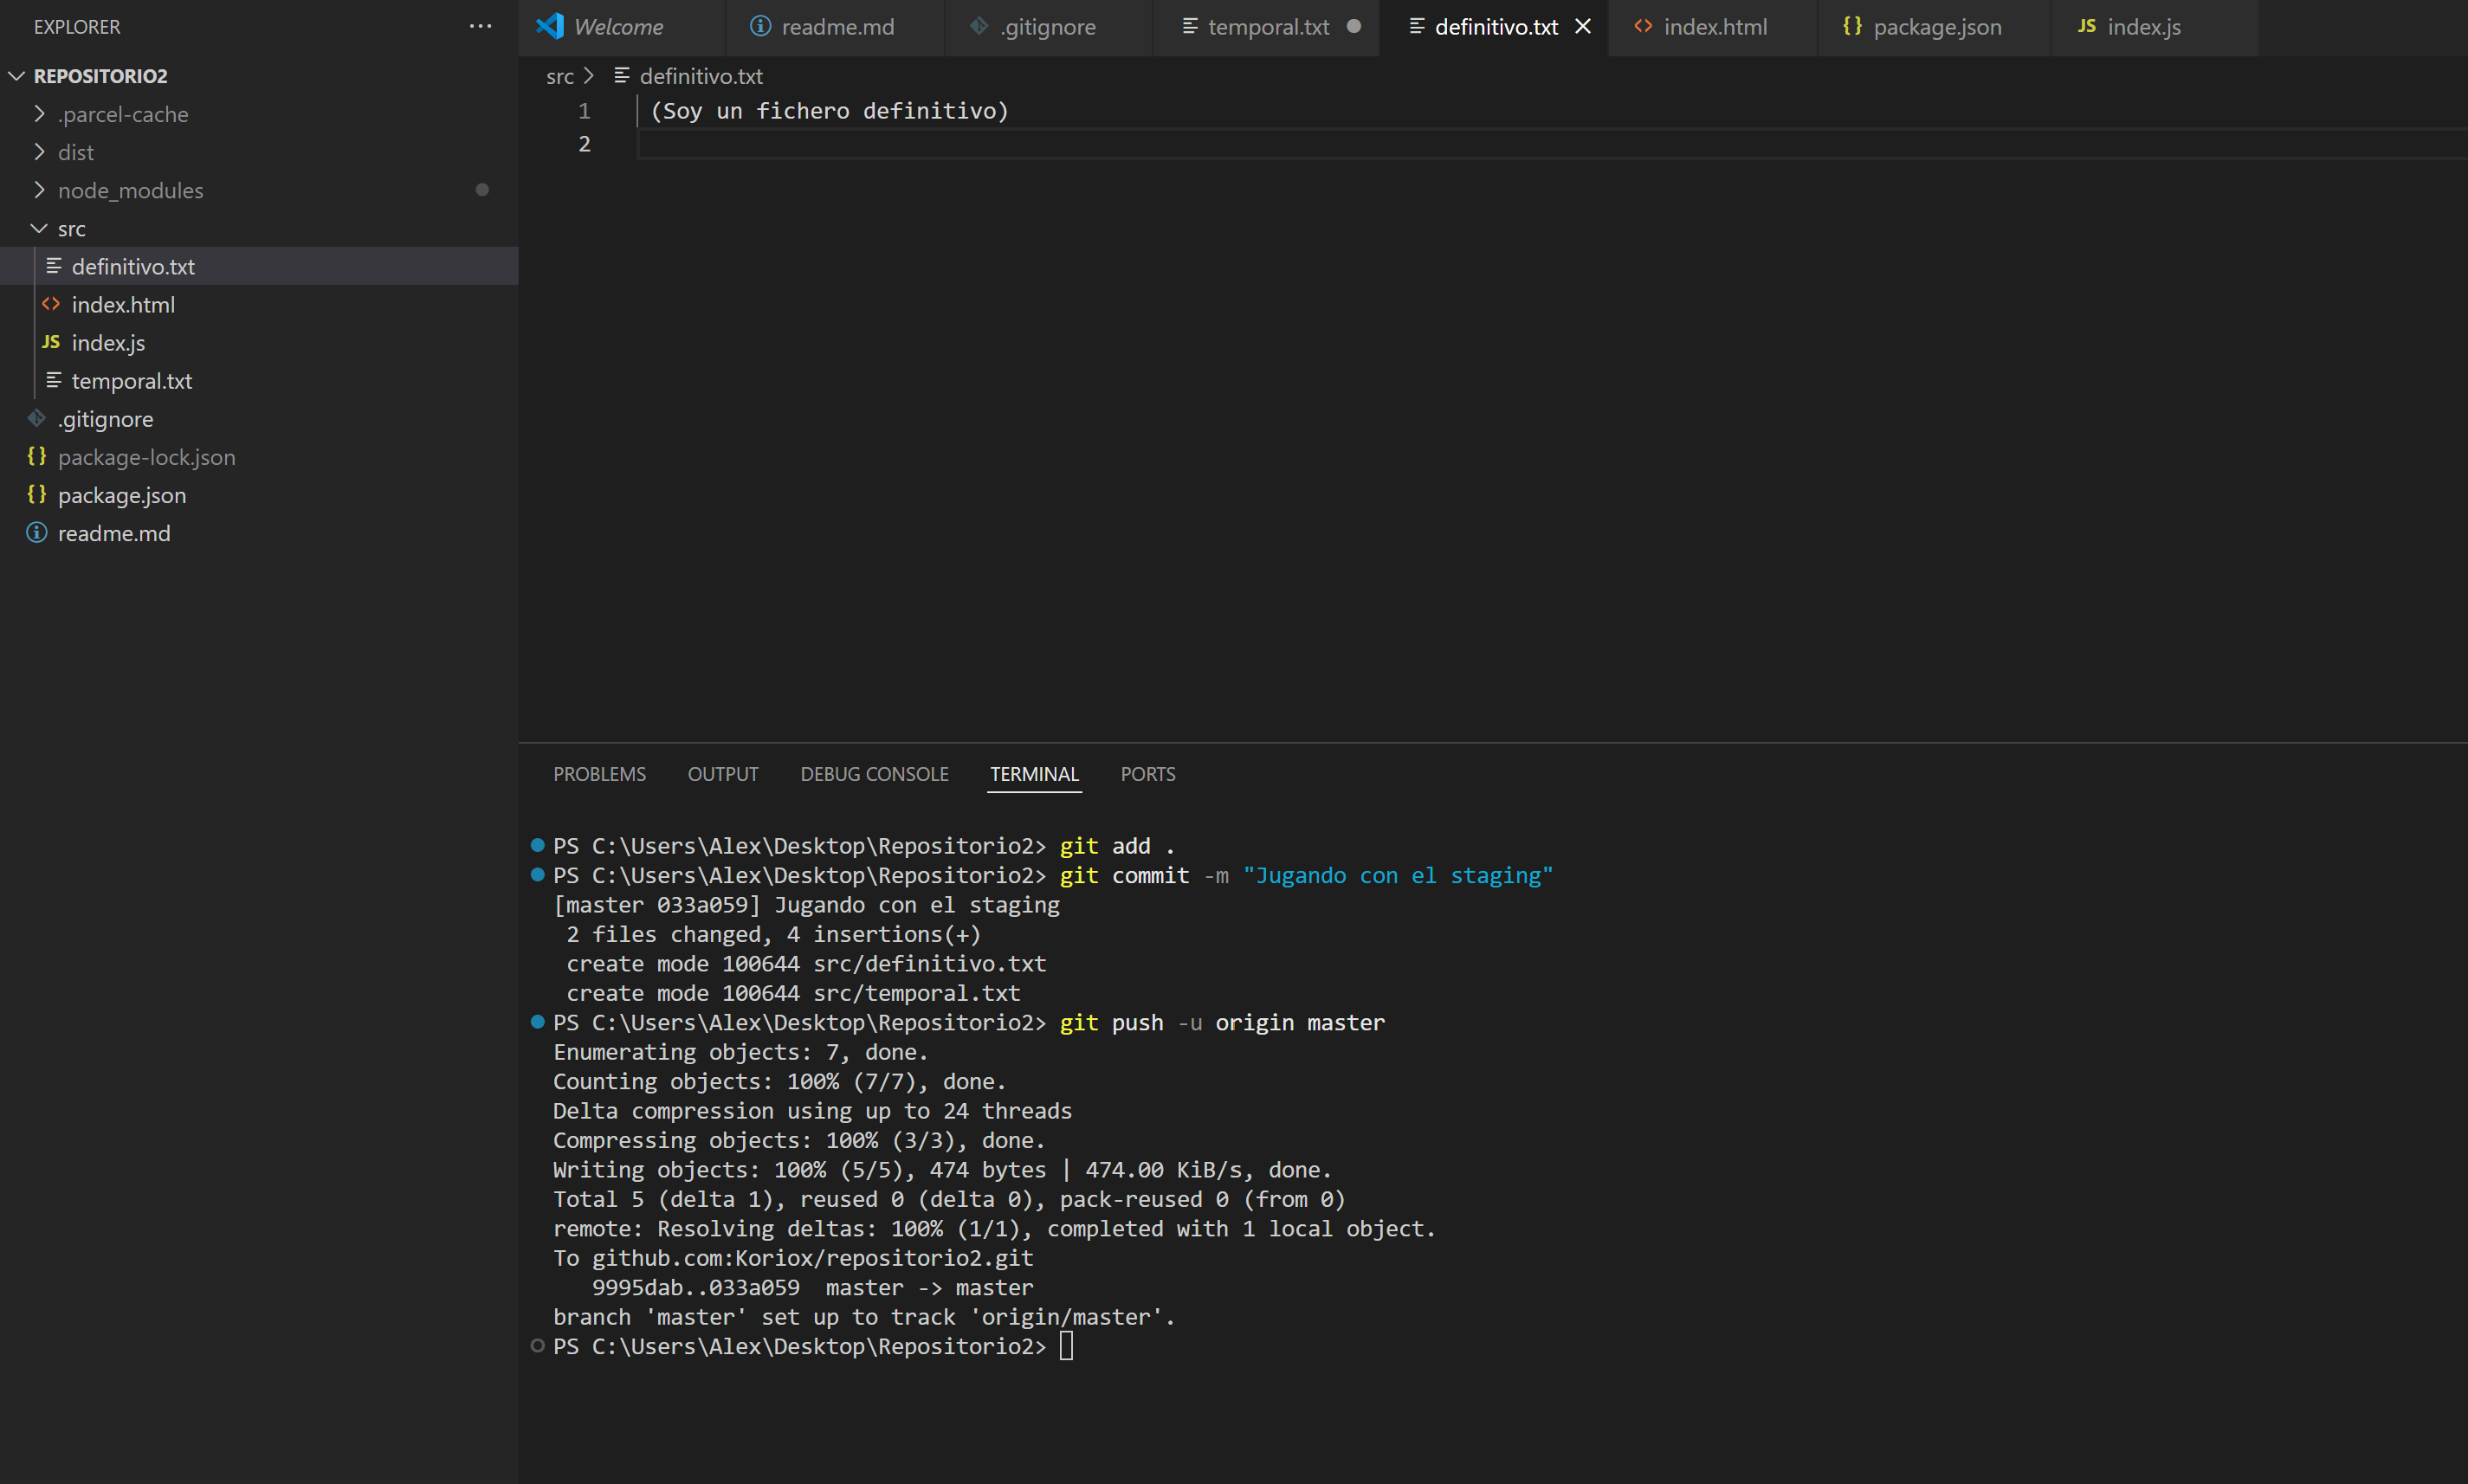 EXPLORER ...
Welcome readme.md .gitignore temporal.txt definitivo.txt index.html package.json index.js
REPOSITORIO2
.parcel-cache
dist
node_modules
src
definitivo.txt
index.html
JS index.js
temporal.txt
.gitignore
{} package-lock.json
{} package.json
readme.md
src > definitivo.txt
1 (Soy un fichero definitivo)
2
PROBLEMS OUTPUT DEBUG CONSOLE TERMINAL PORTS
PS C:\Users\Alex\Desktop\Repositorio2> git add .
PS C:\Users\Alex\Desktop\Repositorio2> git commit -m "Jugando con el staging"
[master 033a059] Jugando con el staging
2 files changed, 4 insertions(+)
create mode 100644 src/definitivo.txt
create mode 100644 src/temporal.txt
PS C:\Users\Alex\Desktop\Repositorio2> git push -u origin master
Enumerating objects: 7, done.
Counting objects: 100% (7/7), done.
Delta compression using up to 24 threads
Compressing objects: 100% (3/3), done.
Writing objects: 100% (5/5), 474 bytes | 474.00 KiB/s, done.
Total 5 (delta 1), reused 0 (delta 0), pack-reused 0 (from 0)
remote: Resolving deltas: 100% (1/1), completed with 1 local object.
To github.com:Koriox/repositorio2.git
9995dab..033a059  master -> master
branch 'master' set up to track 'origin/master'.
PS C:\Users\Alex\Desktop\Repositorio2>